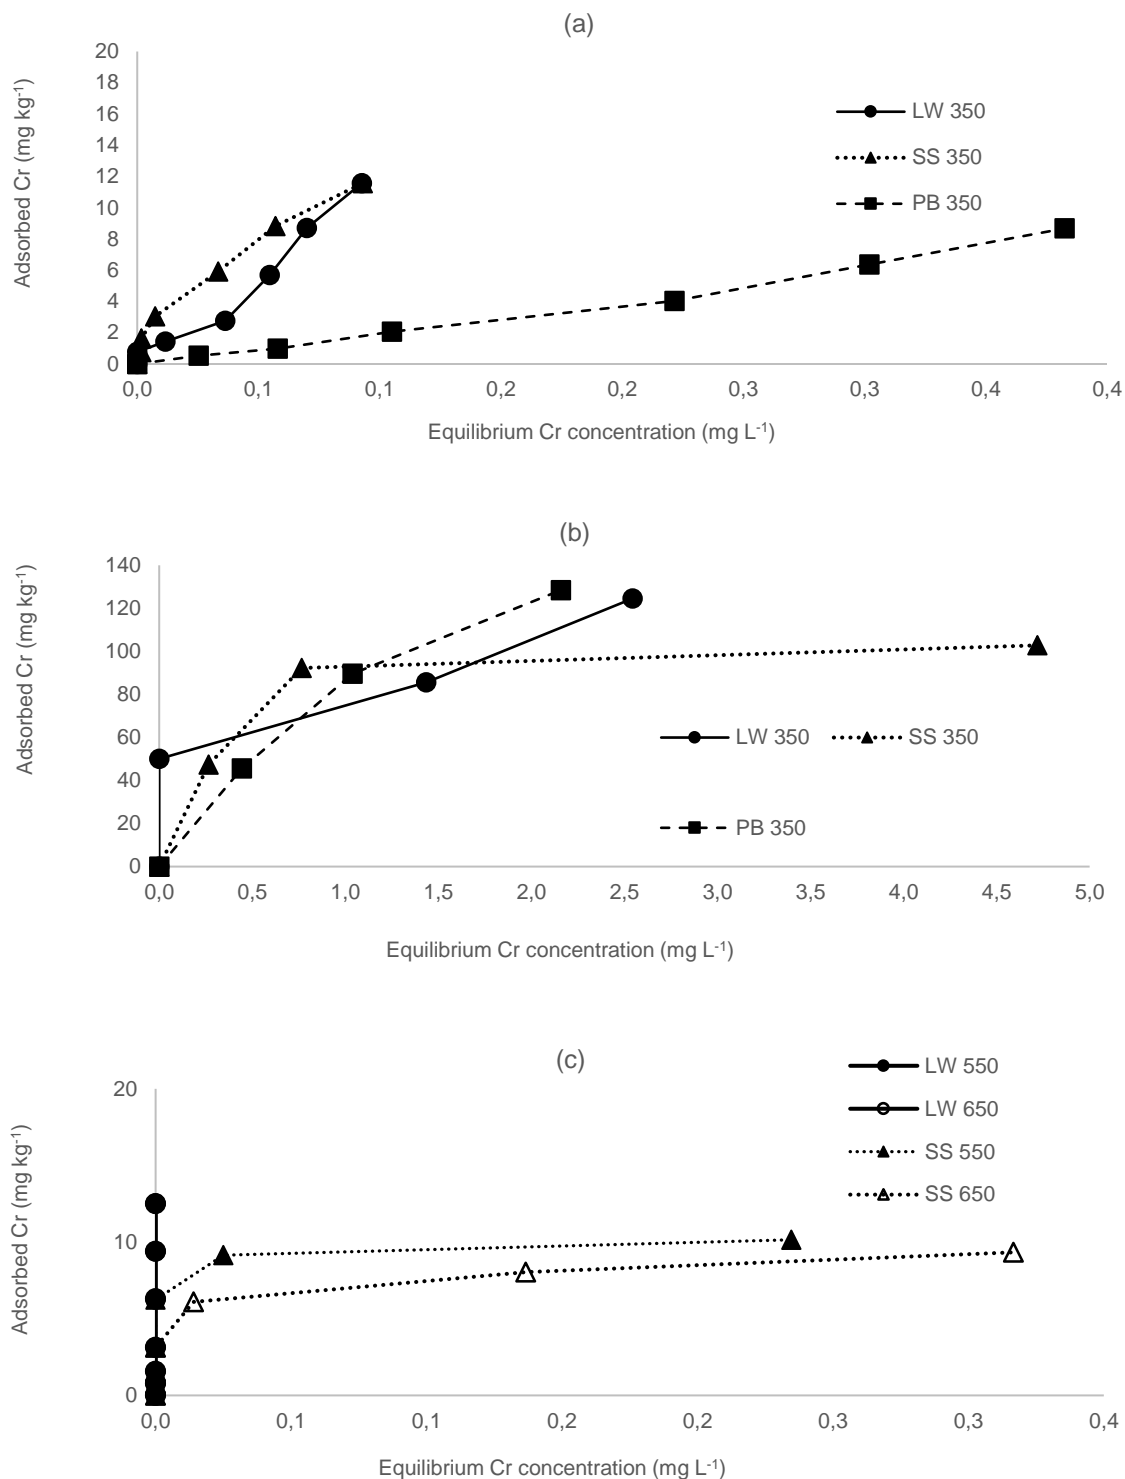 (a)
Adsorbed Cr (mg kg-1)
20
18
16
14
12
10
8
6
4
2
0
LW 350
SS 350
PB 350
0,0 0,1 0,1 0,2 0,2 0,3 0,3 0,4 0,4
Equilibrium Cr concentration (mg L-1)
(b)
Adsorbed Cr (mg kg-1)
140
120
100
80
60
40
20
0
LW 350 SS 350
PB 350
0,0 0,5 1,0 1,5 2,0 2,5 3,0 3,5 4,0 4,5 5,0
Equilibrium Cr concentration (mg L-1)
(c)
Adsorbed Cr (mg kg-1)
20
10
0
LW 550
LW 650
SS 550
SS 650
0,0 0,1 0,1 0,2 0,2 0,3 0,3 0,4
Equilibrium Cr concentration (mg L-1)